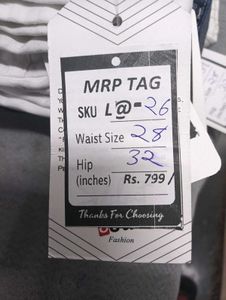 MRP TAG
SKU L@-26
Waist Size 28
Hip 32
(inches) Rs. 799/
Thanks For Choosing
Fashion